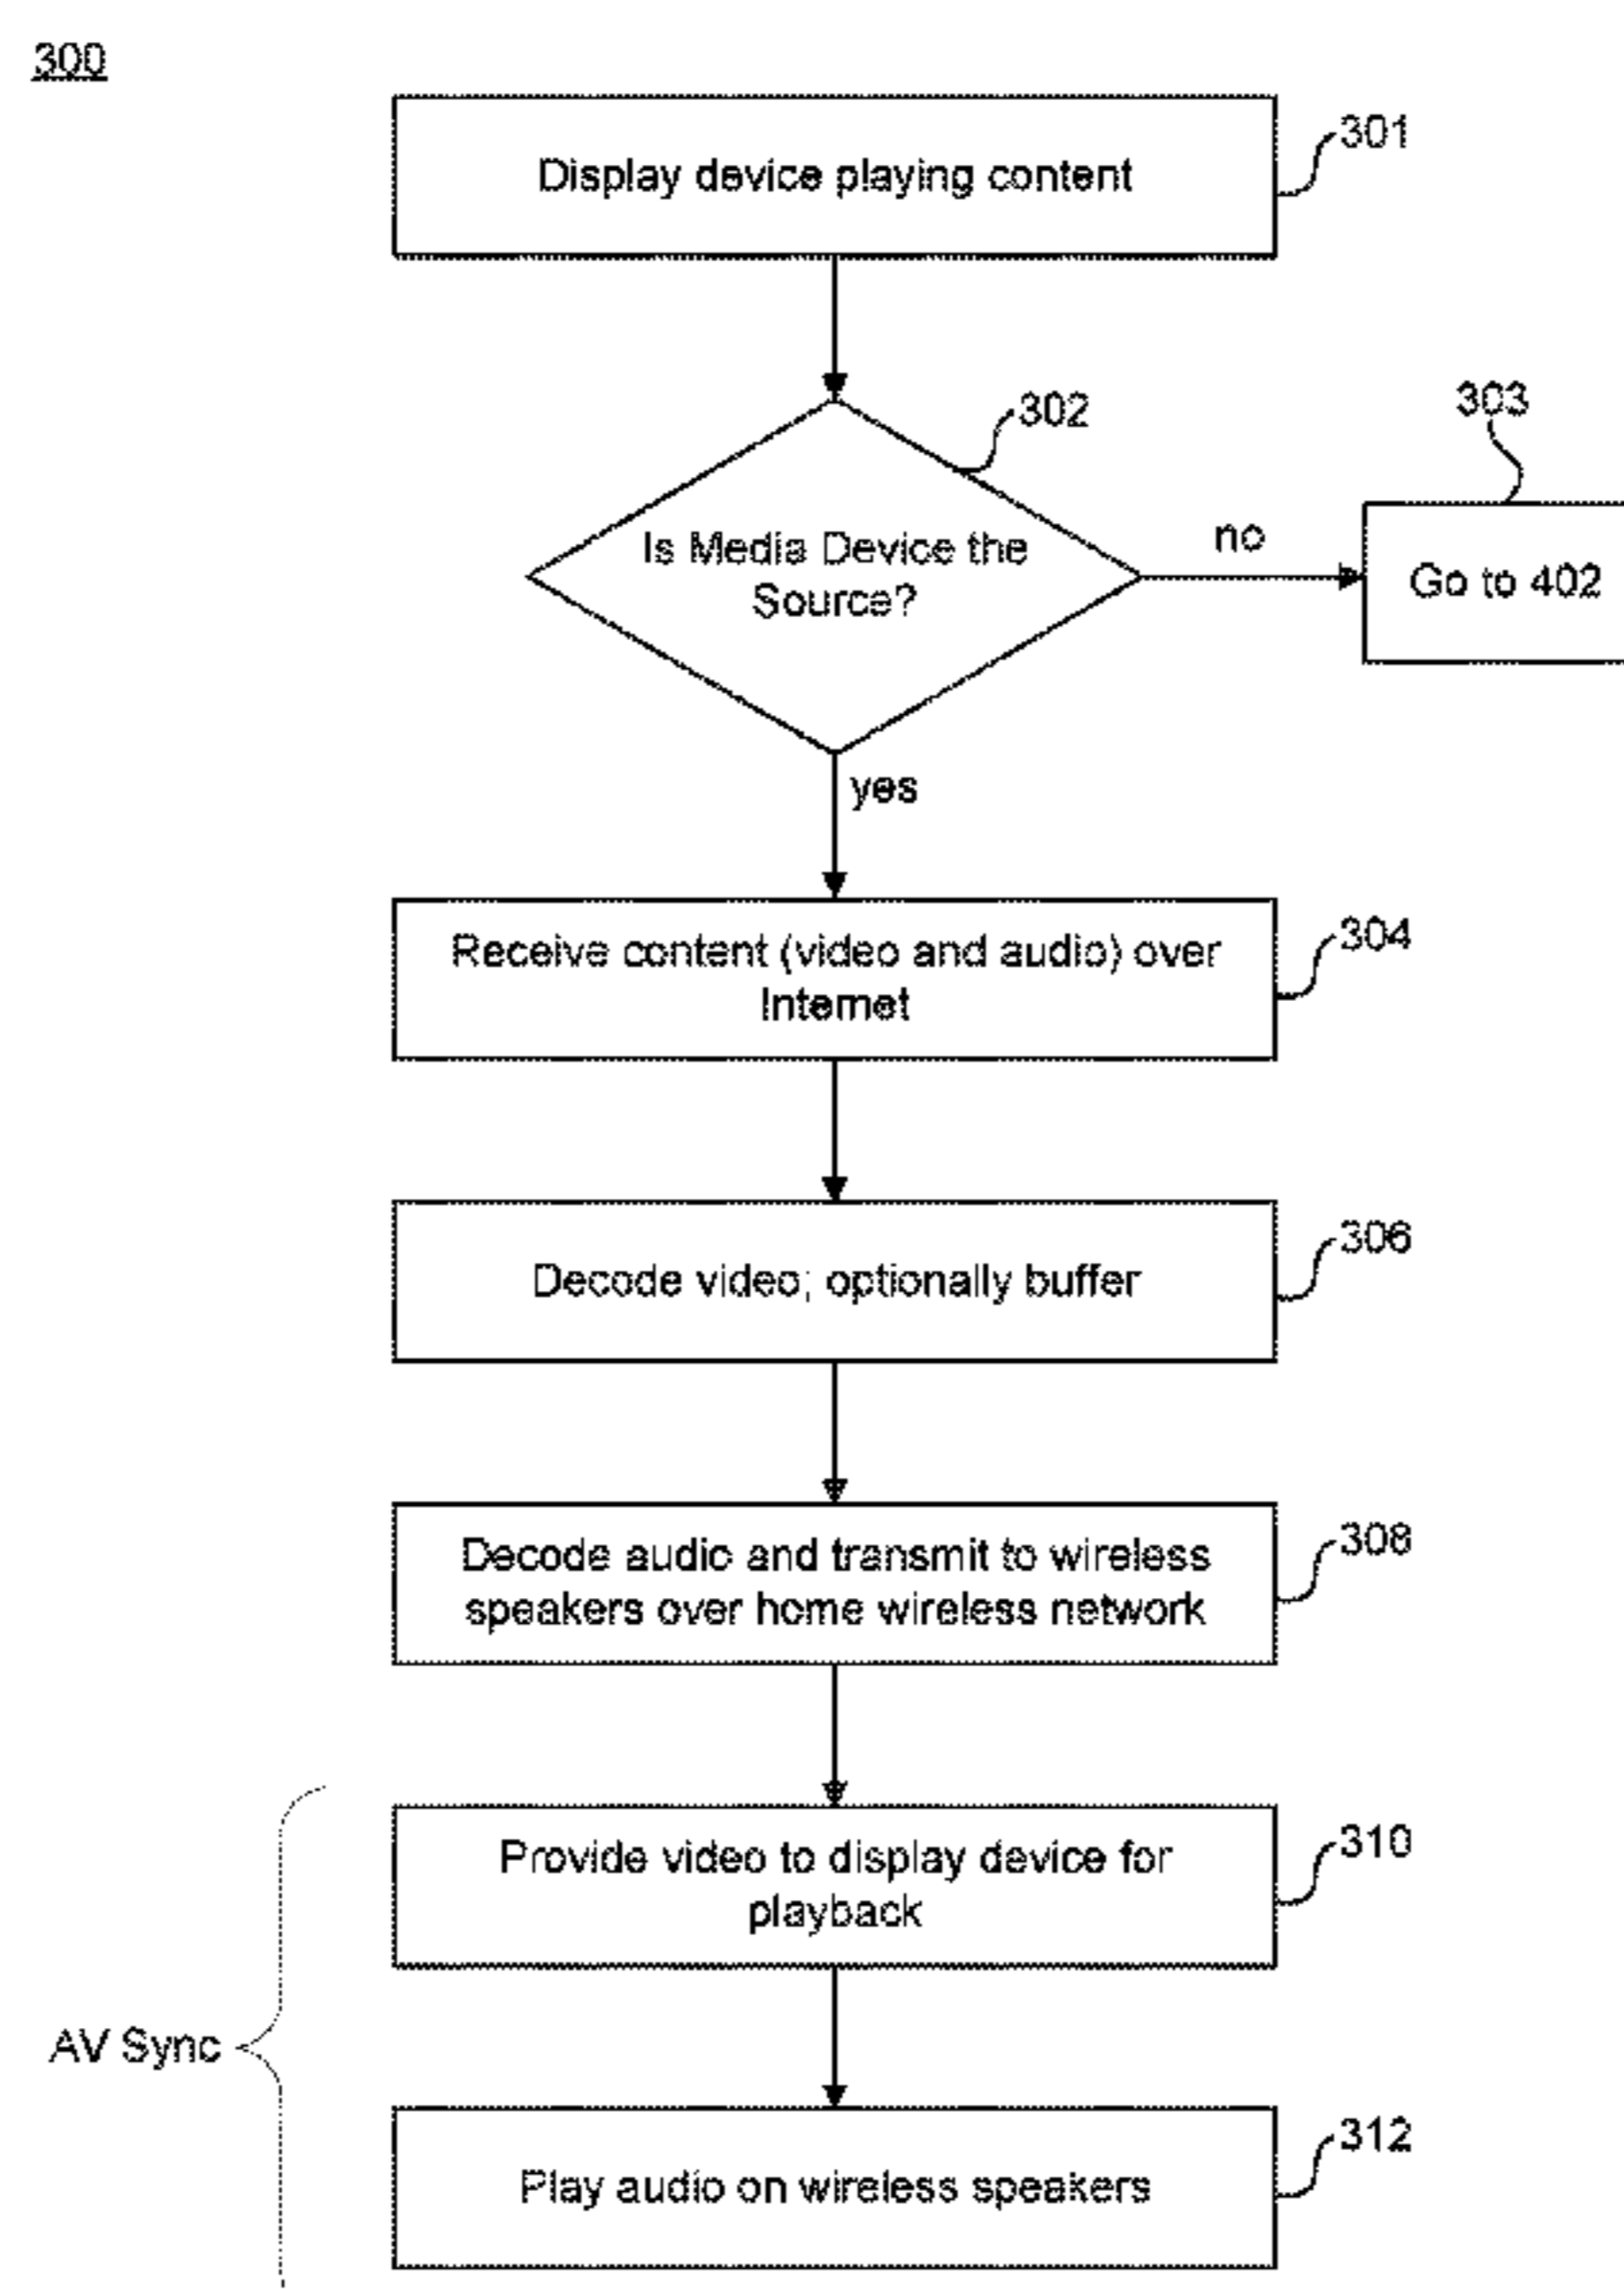 300
Display device playing content
301
302
303
Is Media Device the
Source?
no
Go to 402
yes
Receive content (video and audio) over
Internet
304
Decode video; optionally buffer
306
Decode audio and transmit to wireless
speakers over home wireless network
308
Provide video to display device for
playback
310
AV Sync
Play audio on wireless speakers
312